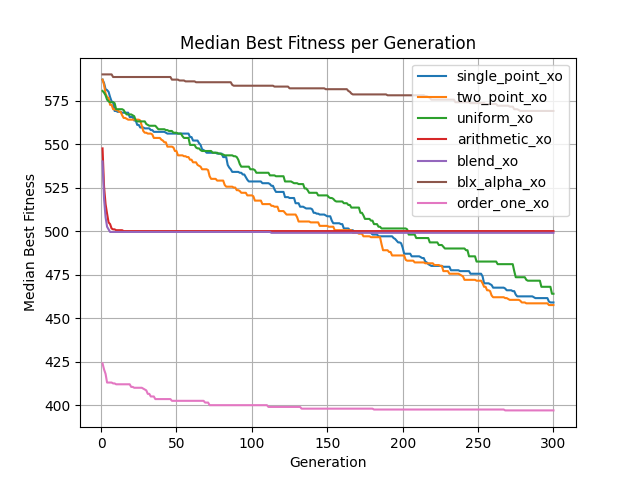 Median Best Fitness per Generation
single_point_xo
two_point_xo
uniform_xo
arithmetic_xo
blend_xo
blx_alpha_xo
order_one_xo
Median Best Fitness
575
550
525
500
475
450
425
400
0 50 100 150 200 250 300
Generation